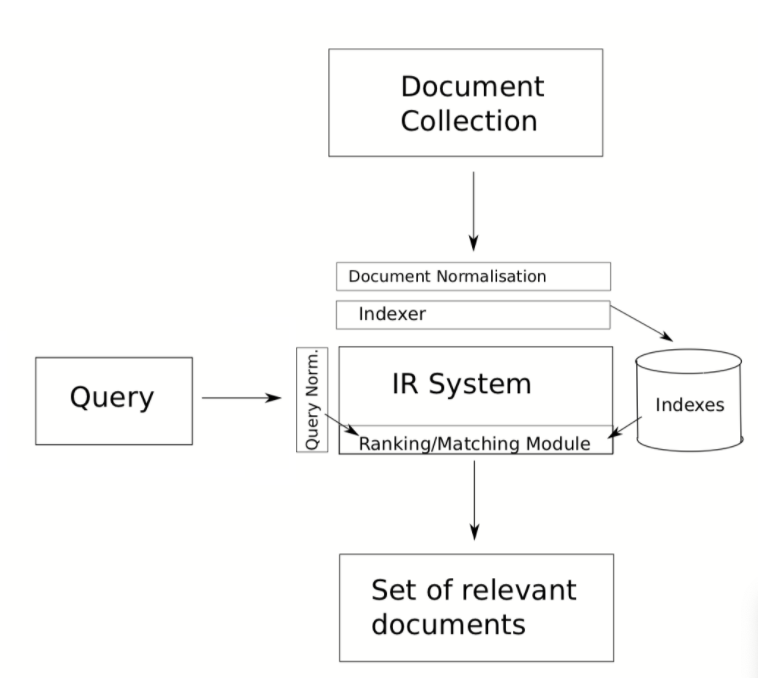 Document
Collection
Document Normalisation
Indexer
Query
Query Norm.
IR System
Indexes
Ranking/Matching Module
Set of relevant
documents